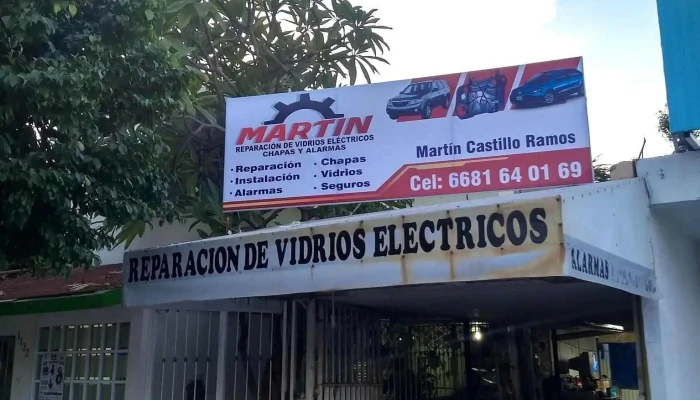 MARTIN
REPARACIÓN DE VIDRIOS ELÉCTRICOS
CHAPAS Y ALARMAS
· Reparación
· Instalación
· Alarmas
· Chapas
· Vidrios
· Seguros
Martín Castillo Ramos
Cel: 6681 64 01 69
REPARACION DE VIDRIOS ELECTRICOS
ALARMAS